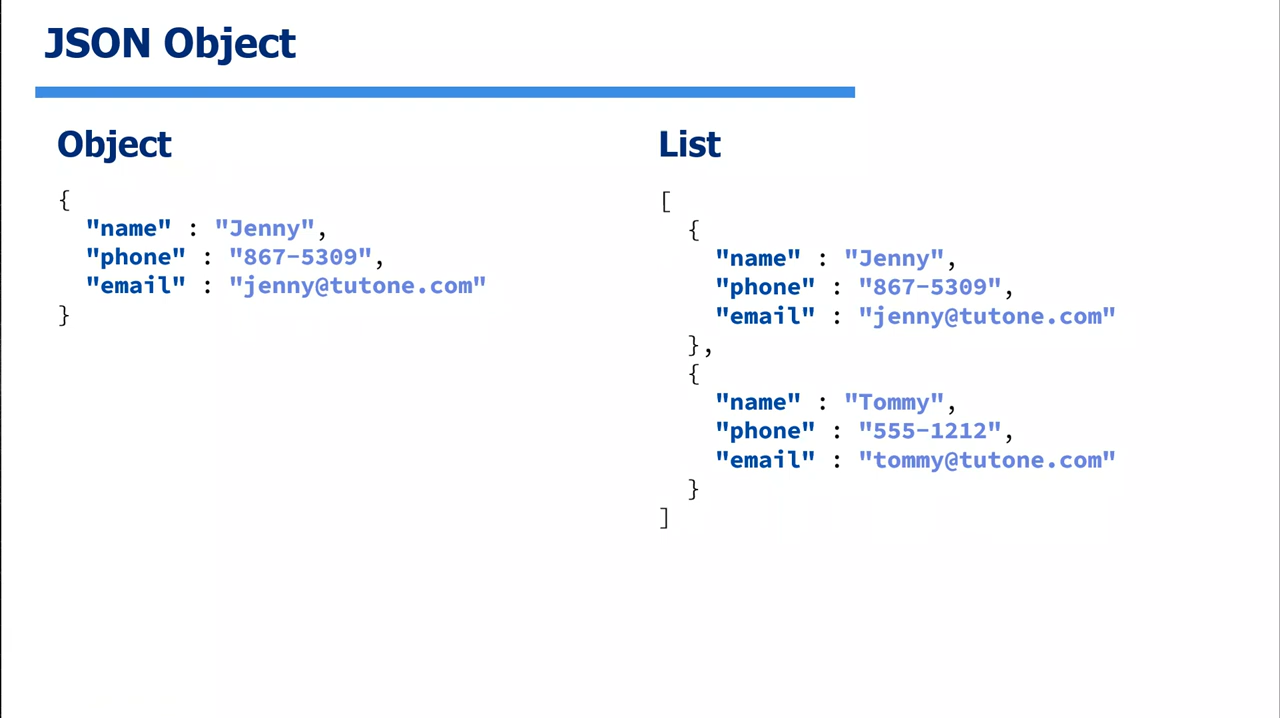 JSON Object
Object
{
"name" : "Jenny",
"phone" : "867-5309",
"email" : "jenny@tutone.com"
}
List
[
{
"name" : "Jenny",
"phone" : "867-5309",
"email" : "jenny@tutone.com"
},
{
"name" : "Tommy",
"phone" : "555-1212",
"email" : "tommy@tutone.com"
}
]